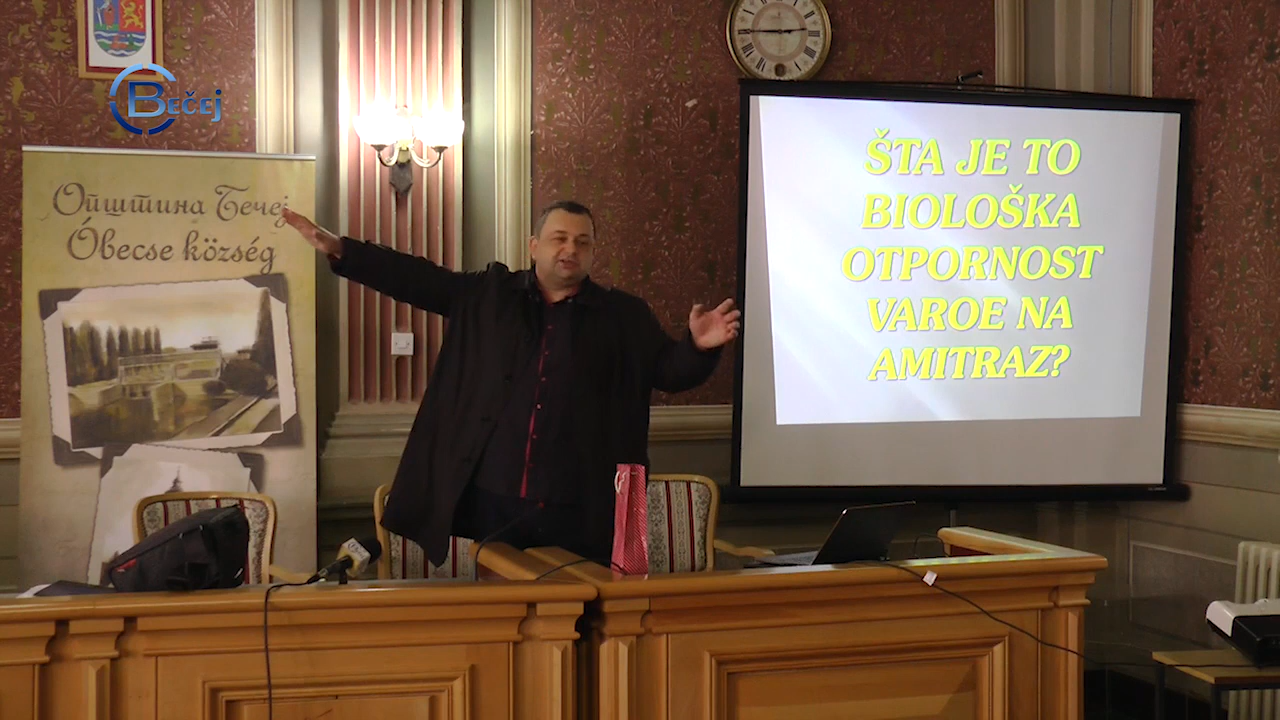 BEČEJ
Општина Бечеј
Óbecse község
ŠTA JE TO
BIOLOŠKA
OTPORNOST
VAROE NA
AMITRAZ?